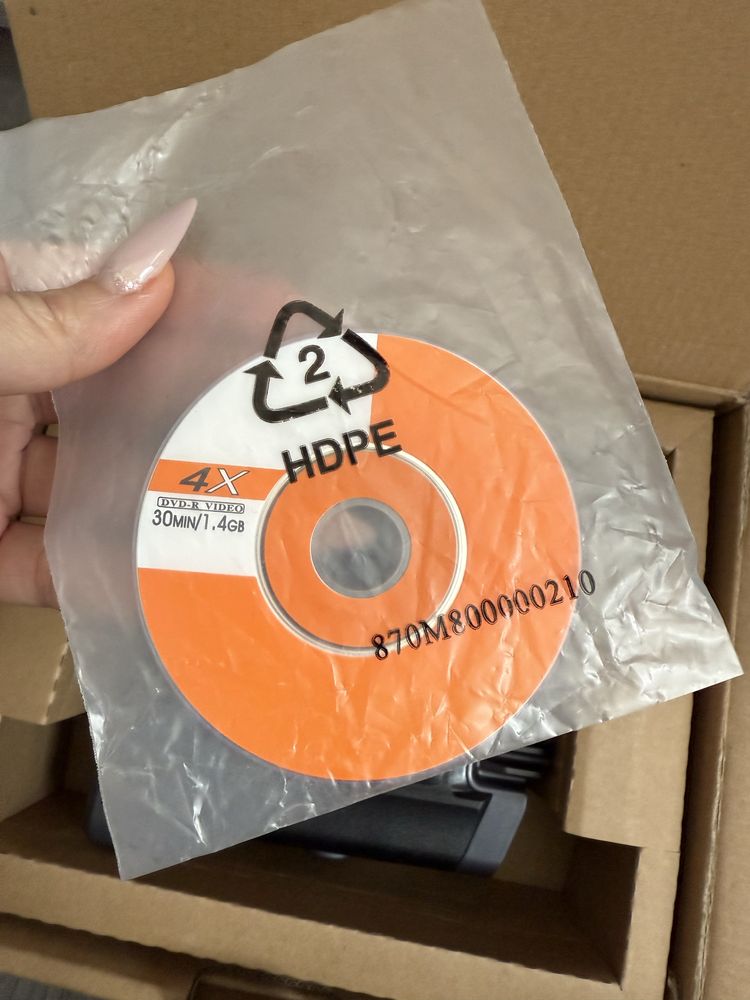 2
HDPE
4X
DVD-R VIDEO
30MIN/1.4GB
870M800000210